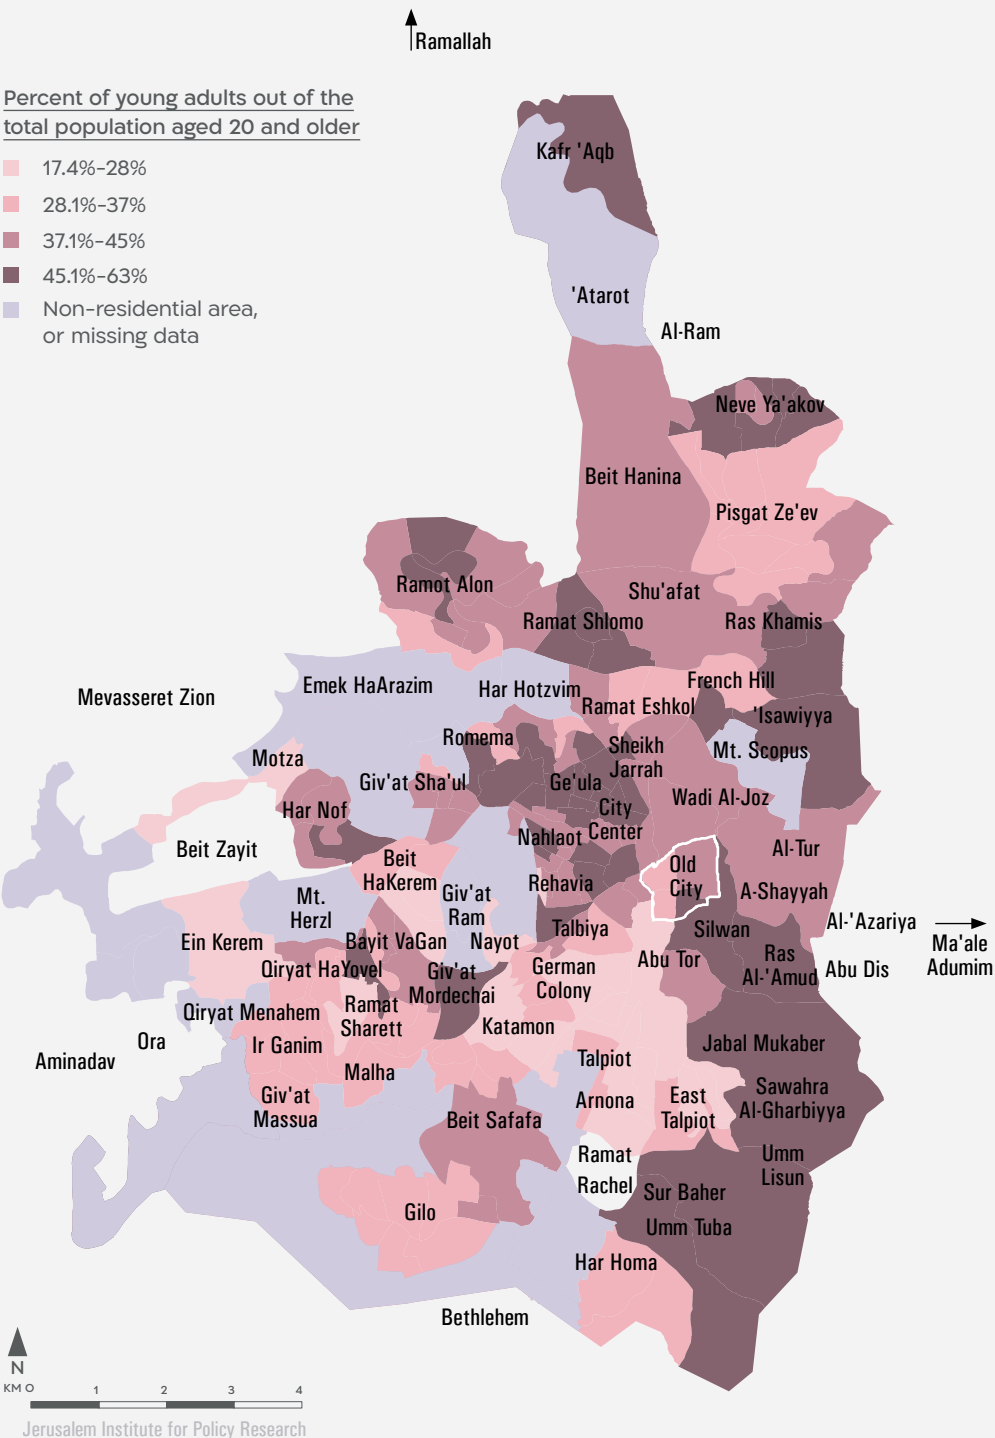 Ramallah
Percent of young adults out of the
total population aged 20 and older
17.4%-28%
28.1%-37%
37.1%-45%
45.1%-63%
Non-residential area,
or missing data
Kafr 'Aqb
'Atarot
Al-Ram
Neve Ya'akov
Beit Hanina
Pisgat Ze'ev
Ramot Alon
Shu'afat
Ramat Shlomo
Ras Khamis
Mevasseret Zion
Emek HaArazim
Har Hotzvim
French Hill
Ramat Eshkol
'Isawiyya
Romema
Sheikh
Jarrah
Mt. Scopus
Motza
Giv'at Sha'ul
Ge'ula
Wadi Al-Joz
Har Nof
City
Center
Nahlaot
Beit Zayit
Beit
HaKerem
Al-Tur
Old
City
Rehavia
A-Shayyah
Mt.
Herzl
Giv'at
Ram
Al-'Azariya
Ma'ale
Adumim
Ein Kerem
Bayit VaGan
Nayot
Talbiya
Silwan
Qiryat HaYovel
Giv'at
Mordechai
German
Colony
Abu Tor
Ras
Al-'Amud
Abu Dis
Qiryat Menahem
Ramat
Sharett
Katamon
Ora
Ir Ganim
Jabal Mukaber
Aminadav
Malha
Talpiot
Giv'at
Massua
Arnona
East
Talpiot
Sawahra
Al-Gharbiyya
Beit Safafa
Ramat
Rachel
Umm
Lisun
Sur Baher
Gilo
Umm Tuba
Har Homa
Bethlehem
N
KM 0 1 2 3 4
Jerusalem Institute for Policy Research